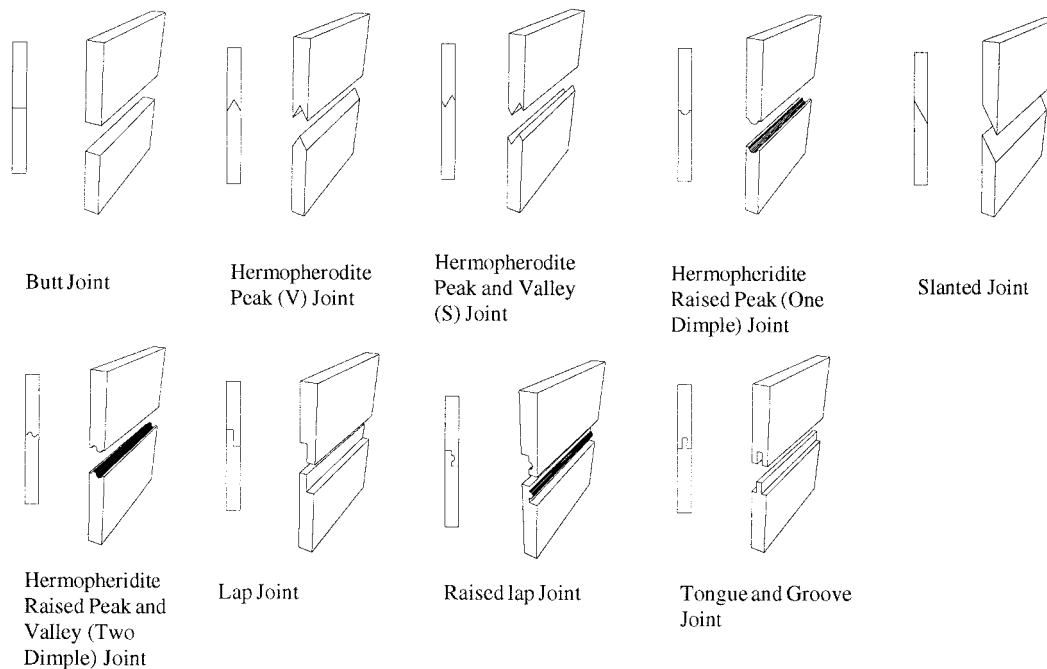 Butt Joint
Hermopherodite
Peak (V) Joint
Hermopherodite
Peak and Valley
(S) Joint
Hermopheridite
Raised Peak (One
Dimple) Joint
Slanted Joint
Hermopheridite
Raised Peak and
Valley (Two
Dimple) Joint
Lap Joint
Raised lap Joint
Tongue and Groove
Joint